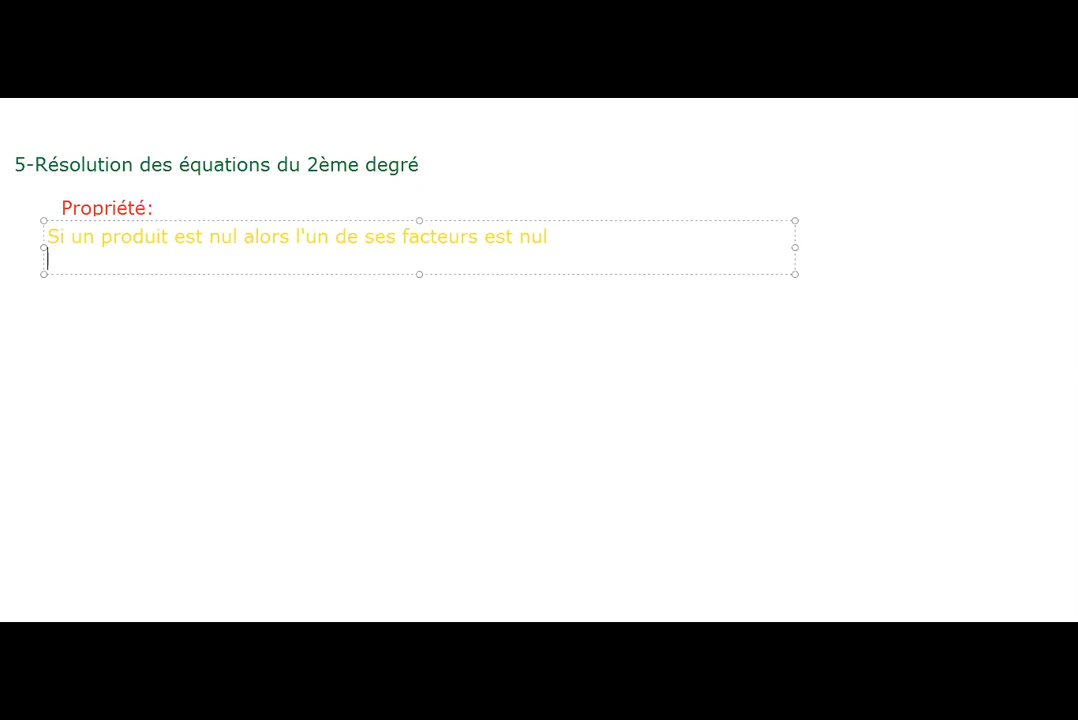 5-Résolution des équations du 2ème degré
Propriété:
Si un produit est nul alors l'un de ses facteurs est nul